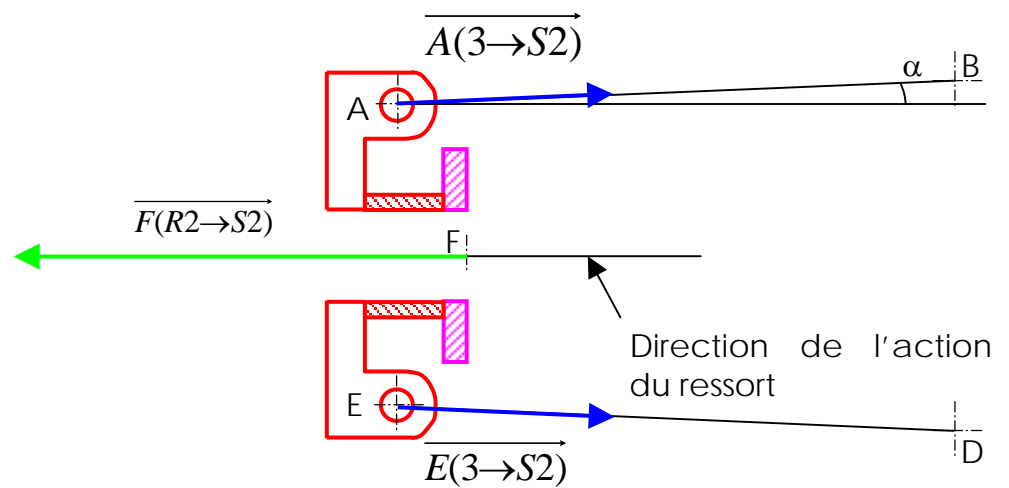 A(3→S2)
α
B
A
F(R2→S2)
F
Direction de l'action
du ressort
E
D
E(3→S2)